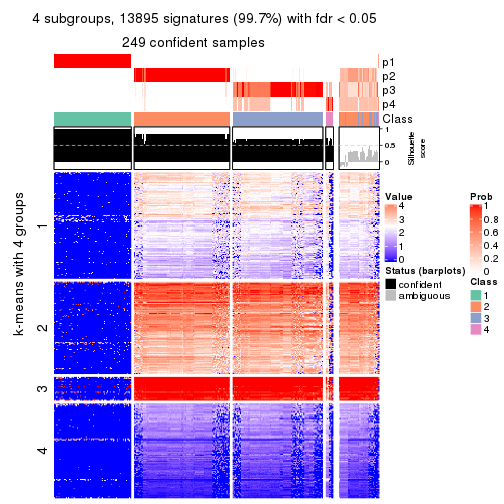 4 subgroups, 13895 signatures (99.7%) with fdr < 0.05
249 confident samples
p1
p2
p3
p4
Class
1
0.5
0
Silhouette
score
k-means with 4 groups
1
2
3
4
Value
4
3
2
1
0
Status (barplots)
confident
ambiguous
Prob
1
0.8
0.6
0.4
0.2
0
Class
1
2
3
4